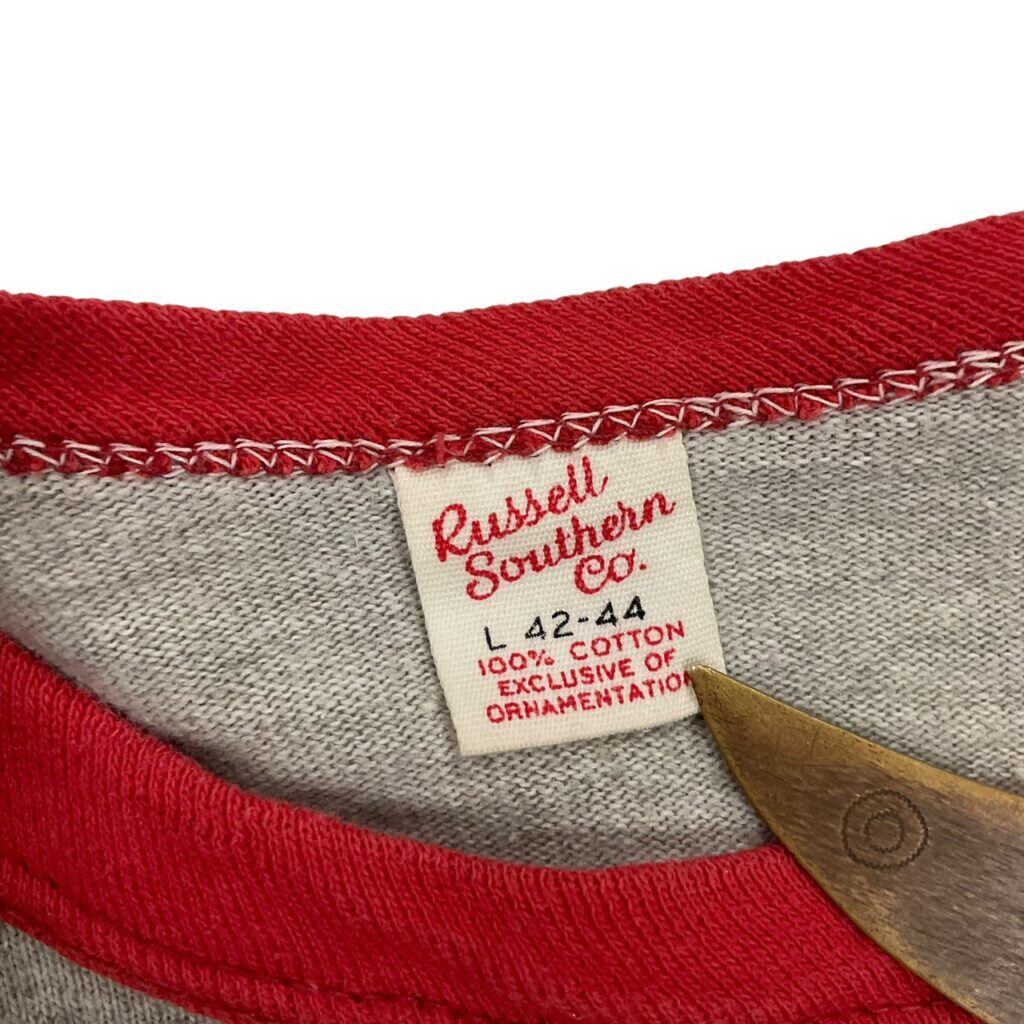 Russell
Southern
Co.
L 42-44
100% COTTON
EXCLUSIVE OF
ORNAMENTATION